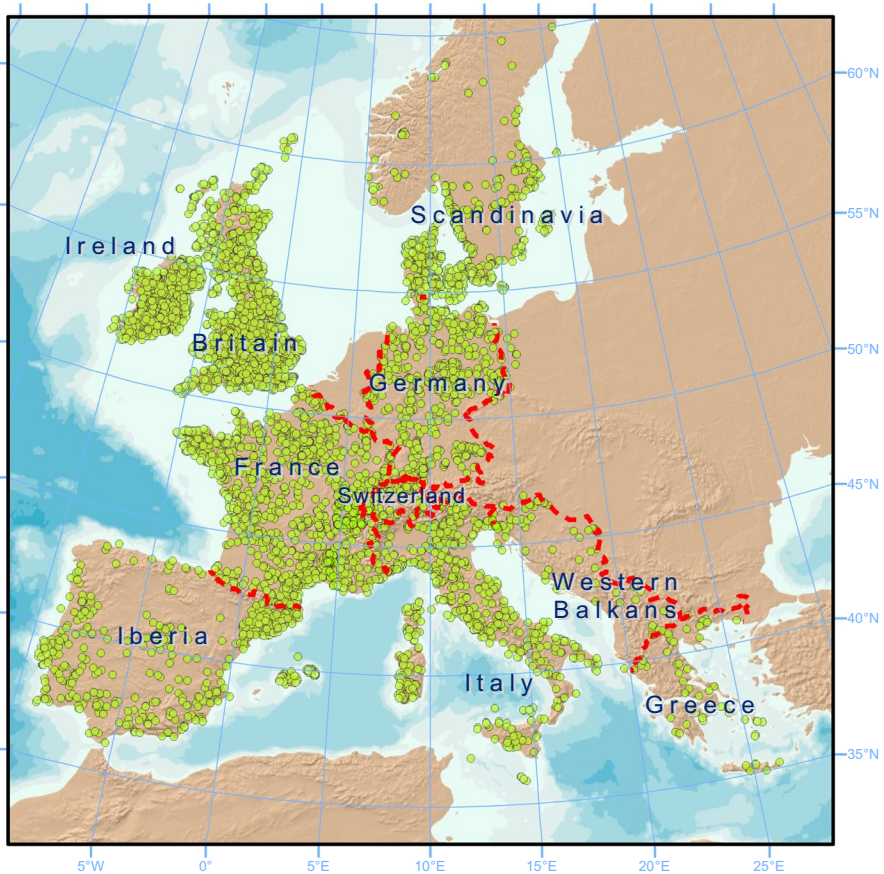 60°N
Scandinavia
55°N
Ireland
Britain
50°N
Germany
France
45°N
Switzerland
Western
Balkans
40°N
Iberia
Italy
Greece
35°N
5°W
0°
5°E
10°E
15°E
20°E
25°E